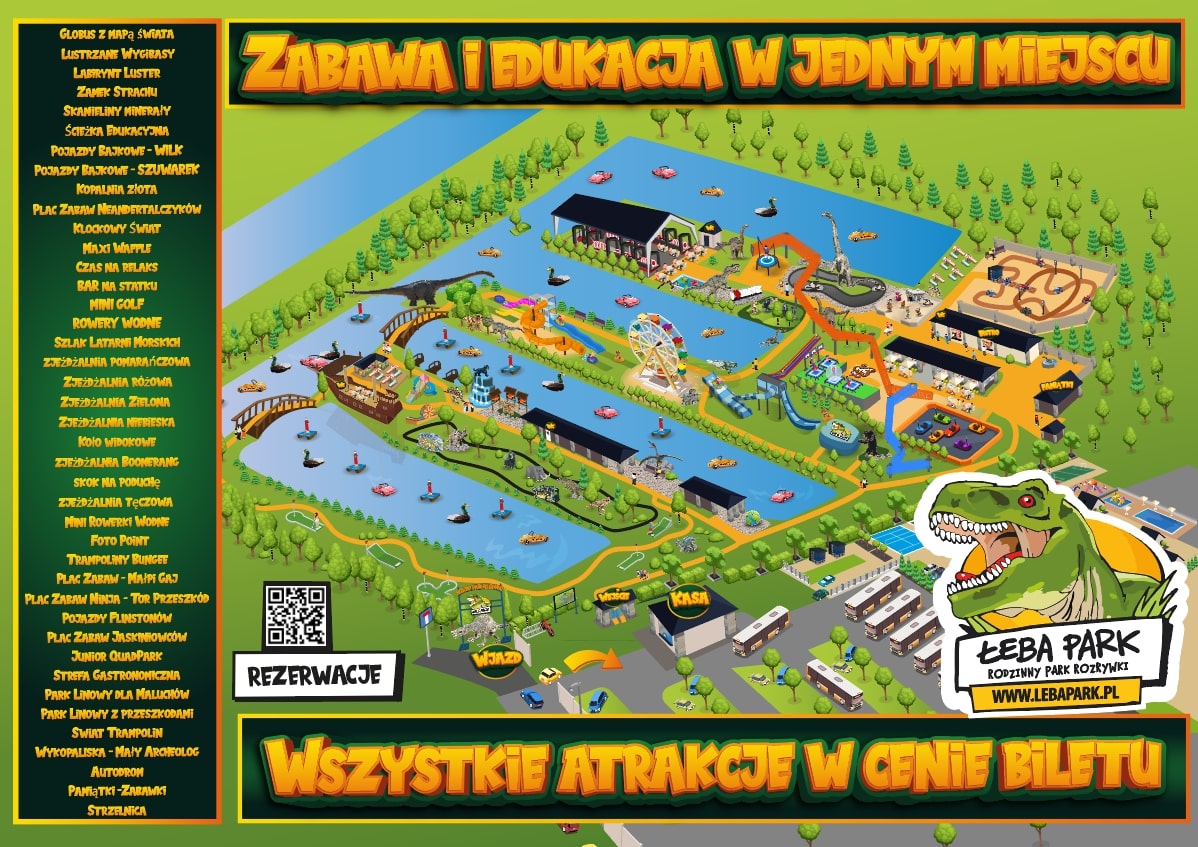 Zabawa i edukacja w jednym miejscu
Globus z mapą świata
Lustrzane Wygibasy
Labirynt Luster
Zamek Strachu
Skamieliny minerały
Ścieżka Edukacyjna
Pojazdy Bajkowe - WILK
Pojazdy Bajkowe - SZUWAREK
Kopalnia złota
Plac Zabaw Neandertalczyków
Klockowy Świat
Maxi Waffle
Czas na relaks
BAR na statku
MINI GOLF
ROWERY WODNE
Szlak Latarni Morskich
zjeżdżalnia pomarańczowa
Zjeżdżalnia różowa
Zjeżdżalnia Zielona
Zjeżdżalnia niebieska
Koło widokowe
zjeżdżalnia Boomerang
skok na poduchę
zjeżdżalnia tęczowa
Mini Rowerki Wodne
Foto Point
Trampoliny Bungee
Plac Zabaw - Małpi Gaj
Plac Zabaw Ninja - Tor Przeszkód
Pojazdy Flinstonów
Plac Zabaw Jaskiniowców
Junior QuadPark
Strefa Gastronomiczna
Park Linowy dla Maluchów
Park Linowy z przeszkodami
Świat Trampolin
Wykopaliska - Mały Archeolog
Autodrom
Pamiątki -Zabawki
Strzelnica
BISTRO
PAMIĄTKI
WEJŚCIE
KASA
WJAZD
REZERWACJE
ŁEBA PARK
RODZINNY PARK ROZRYWKI
WWW.LEBAPARK.PL
Wszystkie atrakcje w cenie biletu